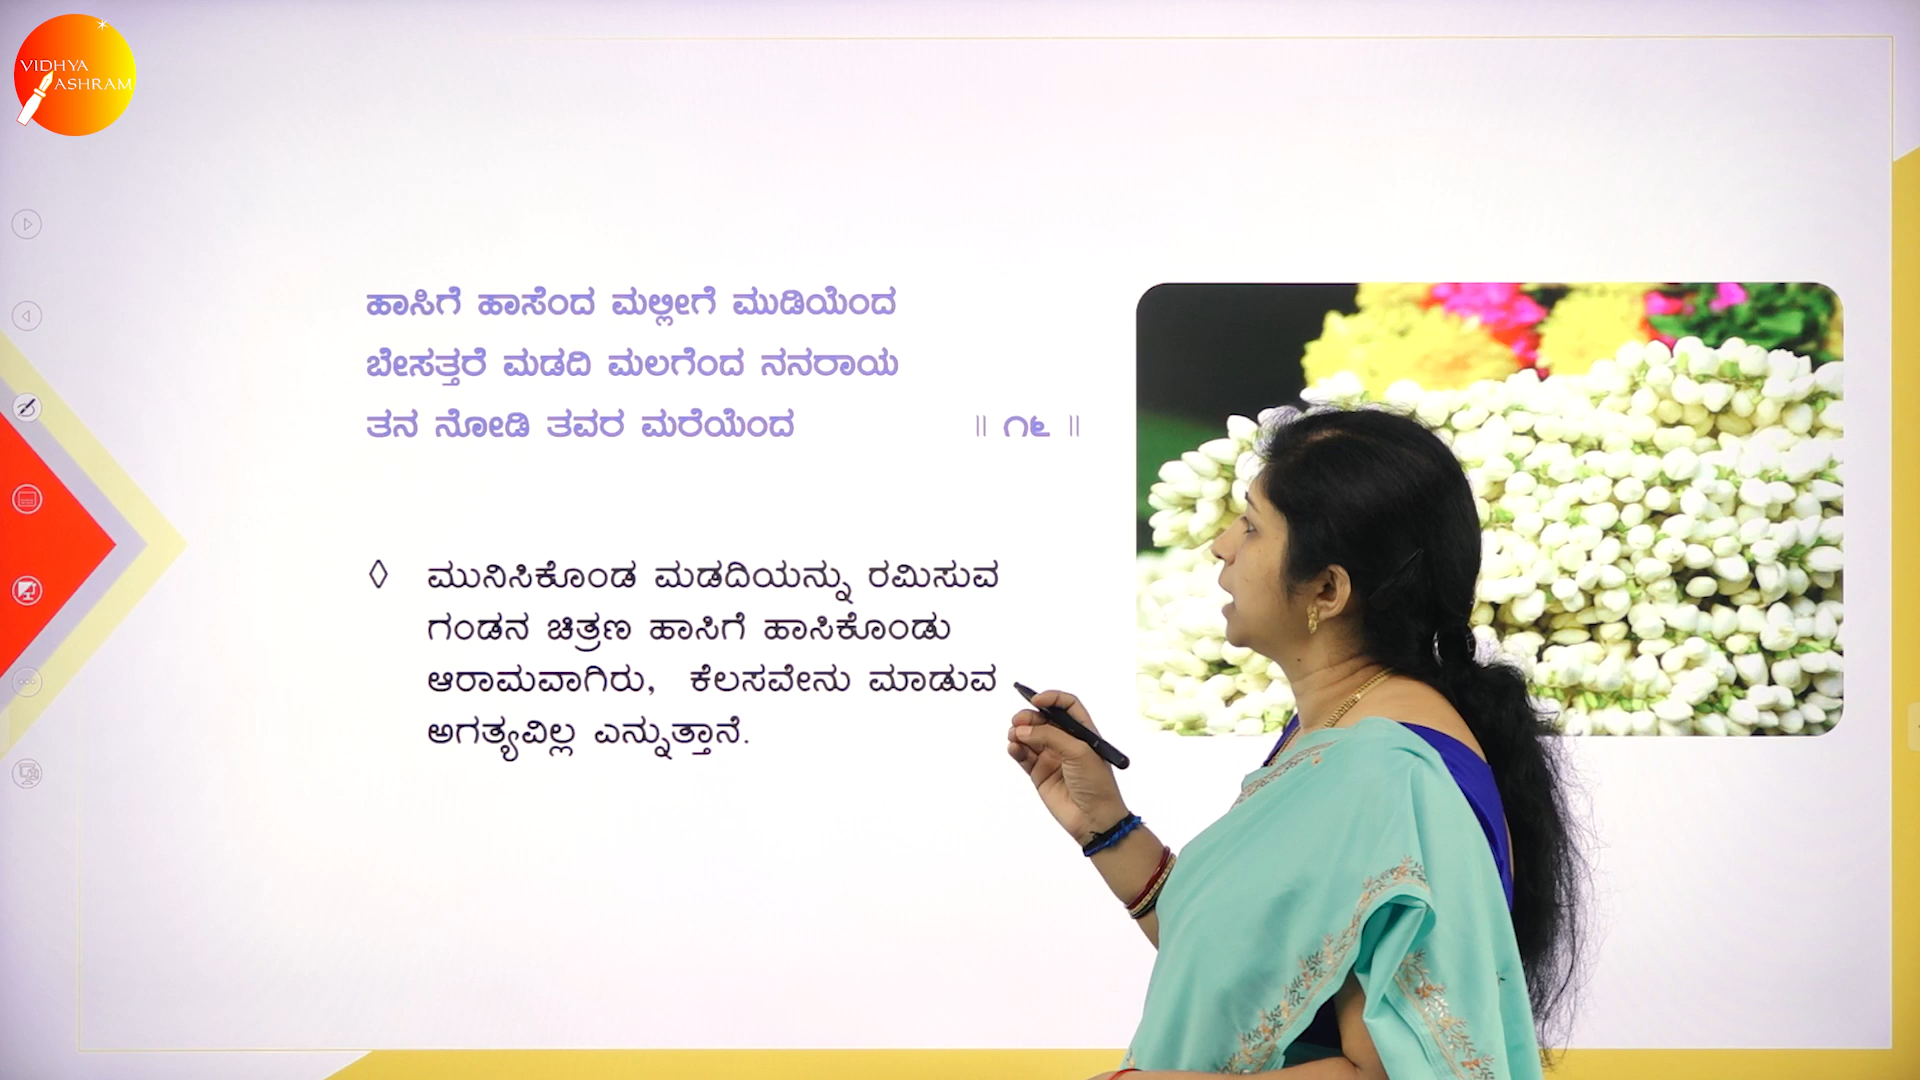 VIDHYA
ASHRAM
ಹಾಸಿಗೆ ಹಾಸೆಂದ ಮಲ್ಲೀಗೆ ಮುಡಿಯೆಂದ
ಬೇಸತ್ತರೆ ಮಡದಿ ಮಲಗೆಂದ ನನರಾಯ
ತನ ನೋಡಿ ತವರ ಮರೆಯೆಂದ || ೧೬ ||
◊ ಮುನಿಸಿಕೊಂಡ ಮಡದಿಯನ್ನು ರಮಿಸುವ
ಗಂಡನ ಚಿತ್ರಣ ಹಾಸಿಗೆ ಹಾಸಿಕೊಂಡು
ಆರಾಮವಾಗಿರು, ಕೆಲಸವೇನು ಮಾಡುವ
ಅಗತ್ಯವಿಲ್ಲ ಎನ್ನುತ್ತಾನೆ.